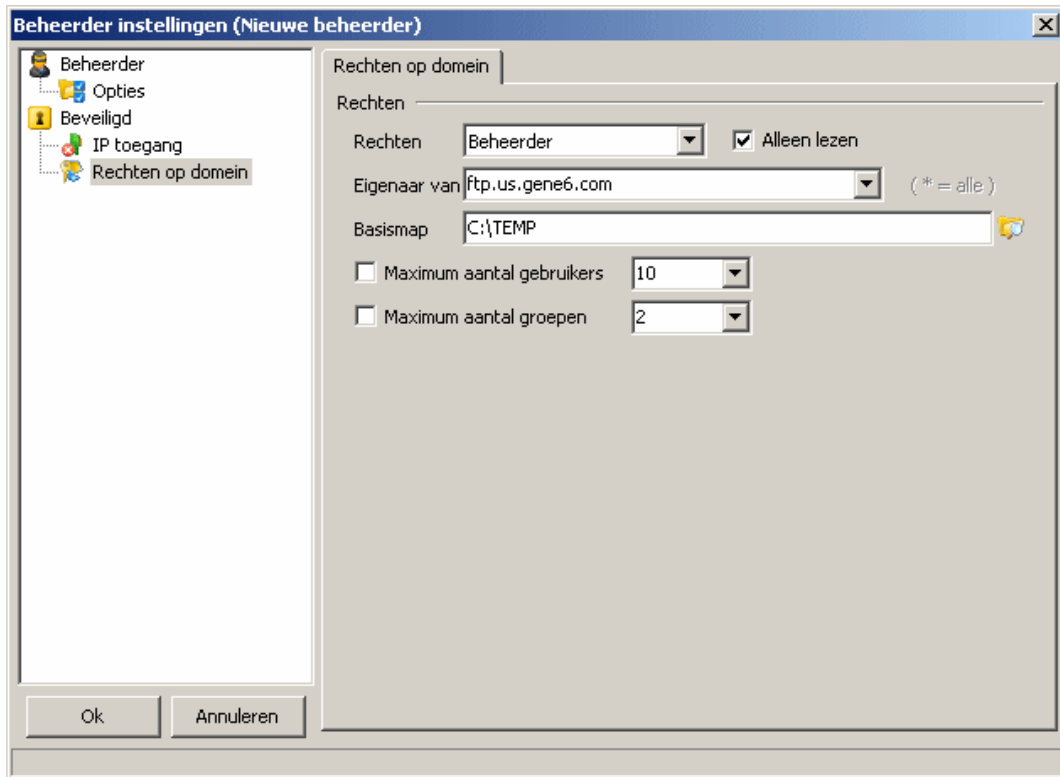 Beheerder instellingen (Nieuwe beheerder)
Beheerder
Opties
Beveiligd
IP toegang
Rechten op domein
Rechten op domein
Rechten
Rechten Beheerder Alleen lezen
Eigenaar van ftp.us.gene6.com ( * = alle )
Basismap C:\TEMP
Maximum aantal gebruikers 10
Maximum aantal groepen 2
Ok Annuleren